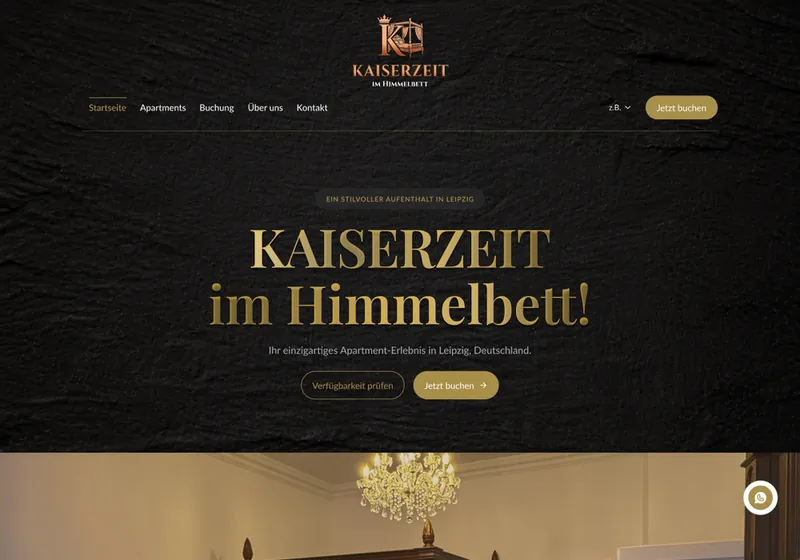 KAISERZEIT
IM HIMMELBETT
Startseite Apartments Buchung Über uns Kontakt z.B. Jetzt buchen
EIN STILVOLLER AUFENTHALT IN LEIPZIG
KAISERZEIT
im Himmelbett!
Ihr einzigartiges Apartment-Erlebnis in Leipzig, Deutschland.
Verfügbarkeit prüfen Jetzt buchen →